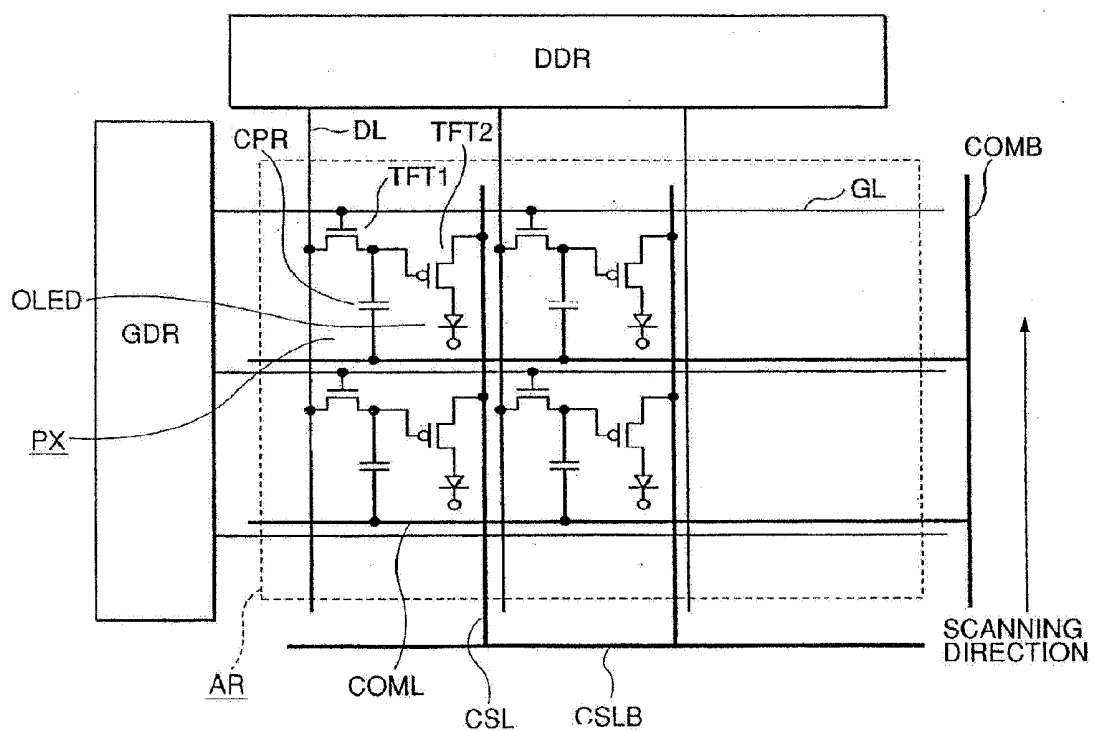 DDR
DL
TFT2
CPR
COMB
TFT1
GL
OLED
GDR
PX
SCANNING
DIRECTION
AR
COML
CSL
CSLB